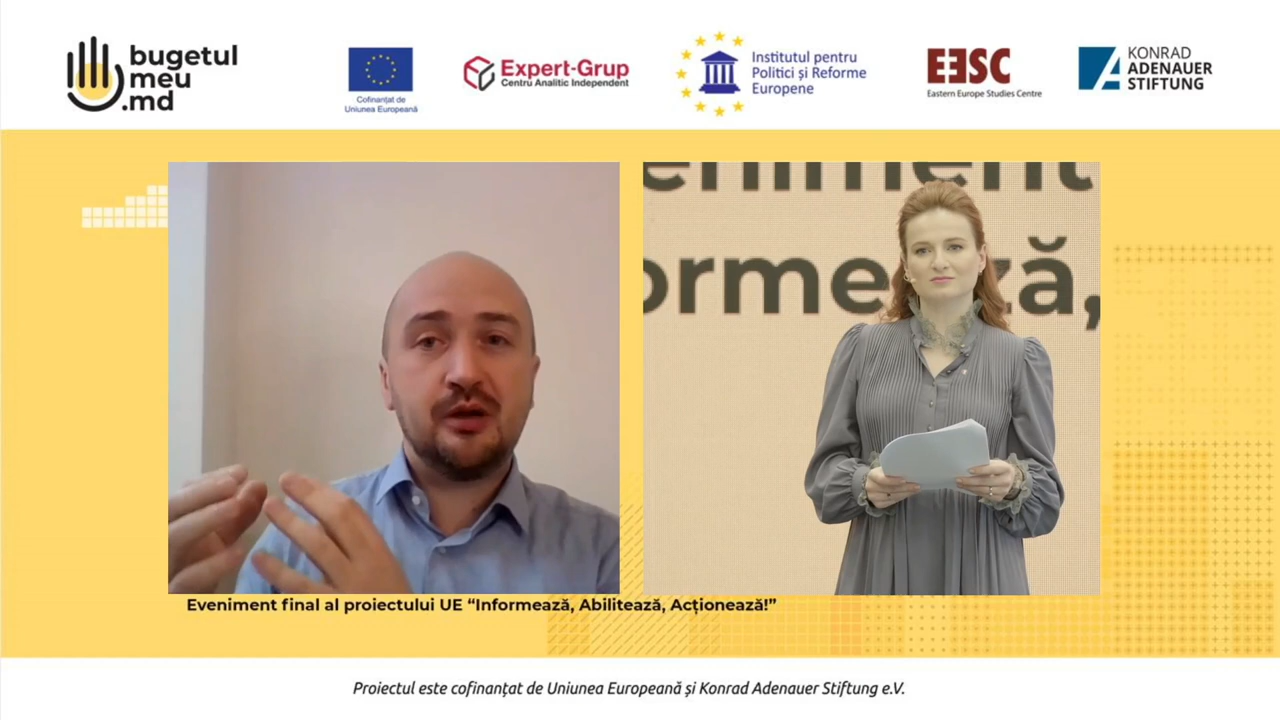 bugetul
meu
.md
Cofinanțat de
Uniunea Europeană
Expert-Grup
Centru Analitic Independent
Institutul pentru
Politici și Reforme
Europene
EESC
Eastern Europe Studies Centre
KONRAD
ADENAUER
STIFTUNG
eniment
ormează,
Eveniment final al proiectului UE “Informează, Abilitează, Acționează!”
Proiectul este cofinanțat de Uniunea Europeană și Konrad Adenauer Stiftung e.V.